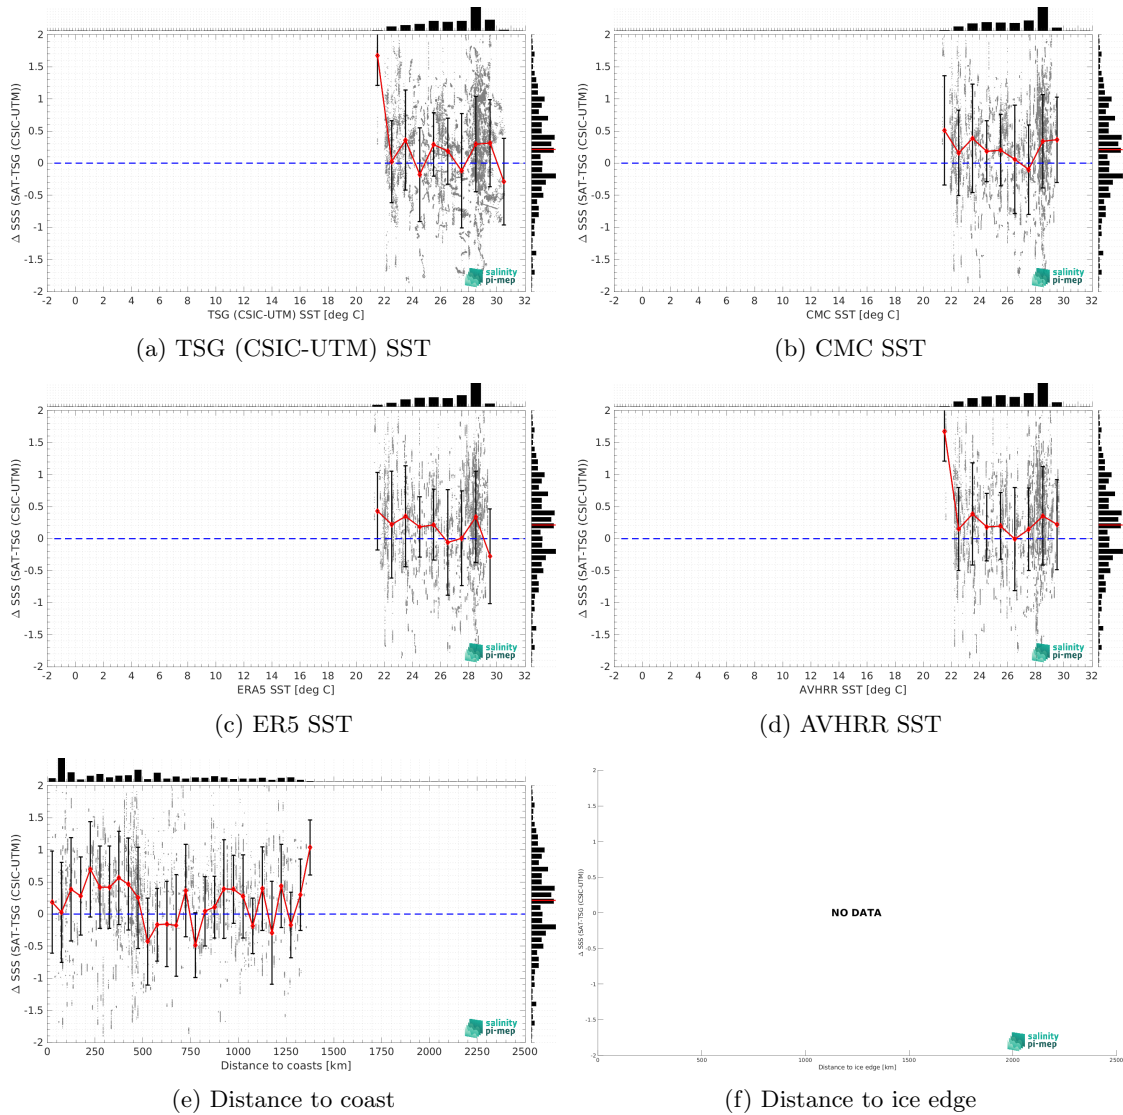 2
1.5
1
0.5
0
-0.5
-1
-1.5
-2
Δ SSS (SAT-TSG (CSIC-UTM))
-2 0 2 4 6 8 10 12 14 16 18 20 22 24 26 28 30 32
TSG (CSIC-UTM) SST [deg C]
salinity
pi-mep
(a) TSG (CSIC-UTM) SST
2
1.5
1
0.5
0
-0.5
-1
-1.5
-2
Δ SSS (SAT-TSG (CSIC-UTM))
-2 0 2 4 6 8 10 12 14 16 18 20 22 24 26 28 30 32
CMC SST [deg C]
salinity
pi-mep
(b) CMC SST
2
1.5
1
0.5
0
-0.5
-1
-1.5
-2
Δ SSS (SAT-TSG (CSIC-UTM))
-2 0 2 4 6 8 10 12 14 16 18 20 22 24 26 28 30 32
ERA5 SST [deg C]
salinity
pi-mep
(c) ER5 SST
2
1.5
1
0.5
0
-0.5
-1
-1.5
-2
Δ SSS (SAT-TSG (CSIC-UTM))
-2 0 2 4 6 8 10 12 14 16 18 20 22 24 26 28 30 32
AVHRR SST [deg C]
salinity
pi-mep
(d) AVHRR SST
2
1.5
1
0.5
0
-0.5
-1
-1.5
-2
Δ SSS (SAT-TSG (CSIC-UTM))
0 250 500 750 1000 1250 1500 1750 2000 2250 2500
Distance to coasts [km]
salinity
pi-mep
(e) Distance to coast
2
1.5
1
0.5
0
-0.5
-1
-1.5
-2
Δ SSS (SAT-TSG (CSIC-UTM))
NO DATA
0 500 1000 1500 2000 2500
Distance to ice edge [km]
salinity
pi-mep
(f) Distance to ice edge